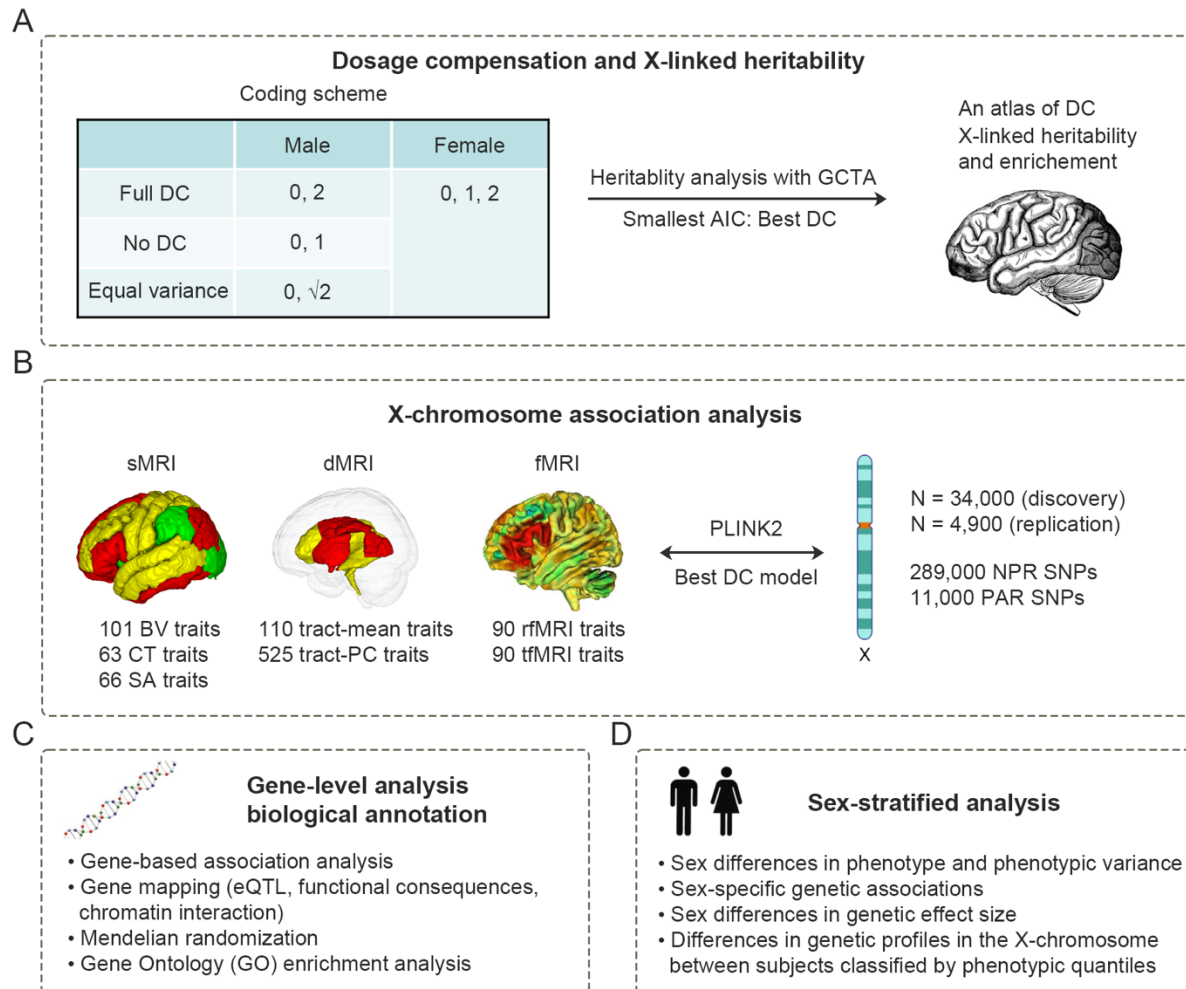 A
Dosage compensation and X-linked heritability
Coding scheme
Male Female
Full DC 0, 2 0, 1, 2
No DC 0, 1
Equal variance 0, √2
Heritablity analysis with GCTA
Smallest AIC: Best DC
An atlas of DC
X-linked heritability
and enrichement
B
X-chromosome association analysis
sMRI
101 BV traits
63 CT traits
66 SA traits
dMRI
110 tract-mean traits
525 tract-PC traits
fMRI
90 rfMRI traits
90 tfMRI traits
PLINK2
Best DC model
X
N = 34,000 (discovery)
N = 4,900 (replication)
289,000 NPR SNPs
11,000 PAR SNPs
C
Gene-level analysis
biological annotation
• Gene-based association analysis
• Gene mapping (eQTL, functional consequences,
chromatin interaction)
• Mendelian randomization
• Gene Ontology (GO) enrichment analysis
D
Sex-stratified analysis
• Sex differences in phenotype and phenotypic variance
• Sex-specific genetic associations
• Sex differences in genetic effect size
• Differences in genetic profiles in the X-chromosome
between subjects classified by phenotypic quantiles